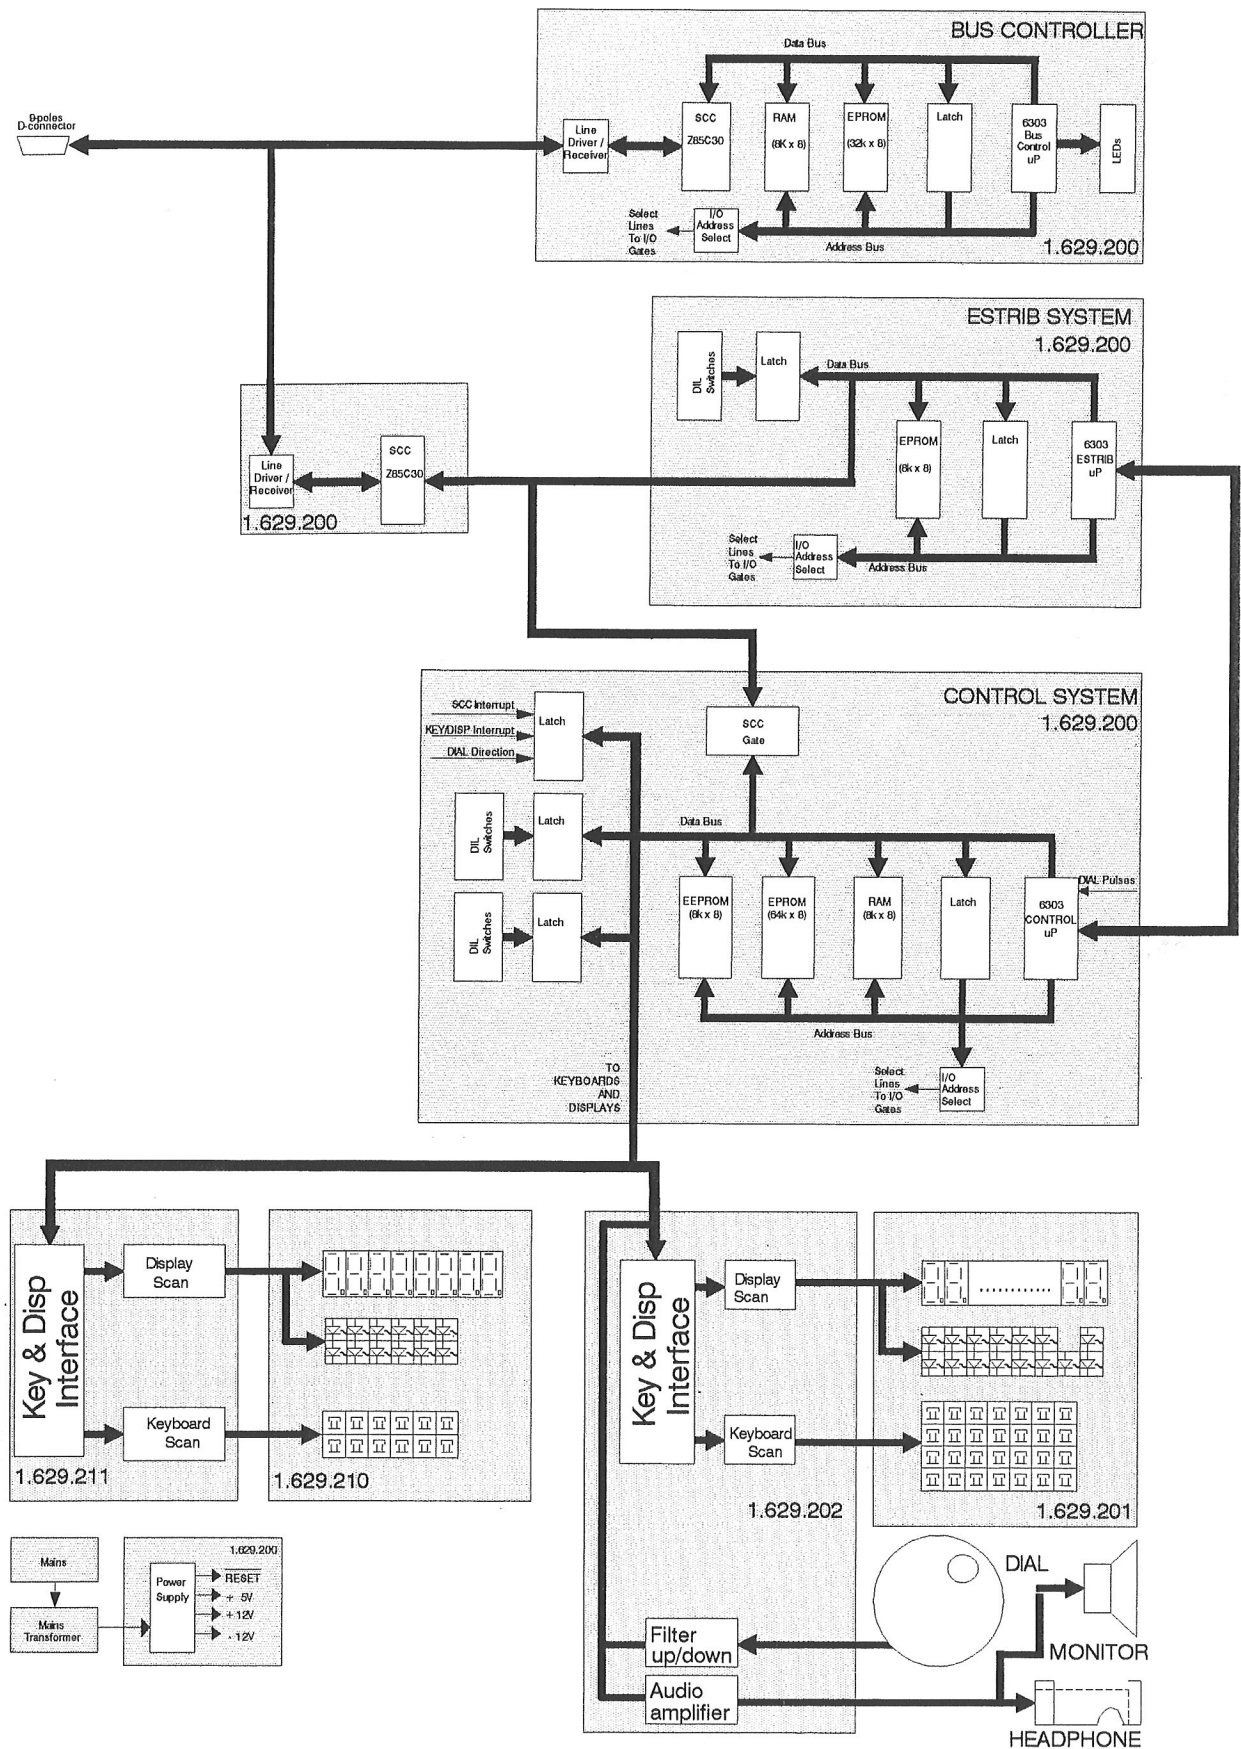 BUS CONTROLLER
Data Bus
9-poles
D-connector
Line
Driver /
Receiver
SCC
Z85C30
RAM
(8K x 8)
EPROM
(32k x 8)
Latch
6303
Bus
Control
uP
LEDs
Select
Lines
To I/O
Gates
I/O
Address
Select
Address Bus
1.629.200
ESTRIB SYSTEM
1.629.200
DIL
Switches
Latch
Data Bus
EPROM
(8k x 8)
Latch
6303
ESTRIB
uP
Line
Driver /
Receiver
SCC
Z85C30
1.629.200
Select
Lines
To I/O
Gates
I/O
Address
Select
Address Bus
CONTROL SYSTEM
1.629.200
SCC Interrupt
KEY/DISP Interrupt
DIAL Direction
Latch
SCC
Gate
DIL
Switches
Latch
Data Bus
DIL
Switches
Latch
EEPROM
(8k x 8)
EPROM
(64k x 8)
RAM
(8k x 8)
Latch
6303
CONTROL
uP
DIAL Pulses
Address Bus
TO
KEYBOARDS
AND
DISPLAYS
Select
Lines
To I/O
Gates
I/O
Address
Select
Key & Disp
Interface
Display
Scan
Keyboard
Scan
1.629.211
1.629.210
Key & Disp
Interface
Display
Scan
Keyboard
Scan
1.629.202
1.629.201
Mains
Mains
Transformer
1.629.200
Power
Supply
RESET
+ 5V
+ 12V
- 12V
Filter
up/down
Audio
amplifier
DIAL
MONITOR
HEADPHONE